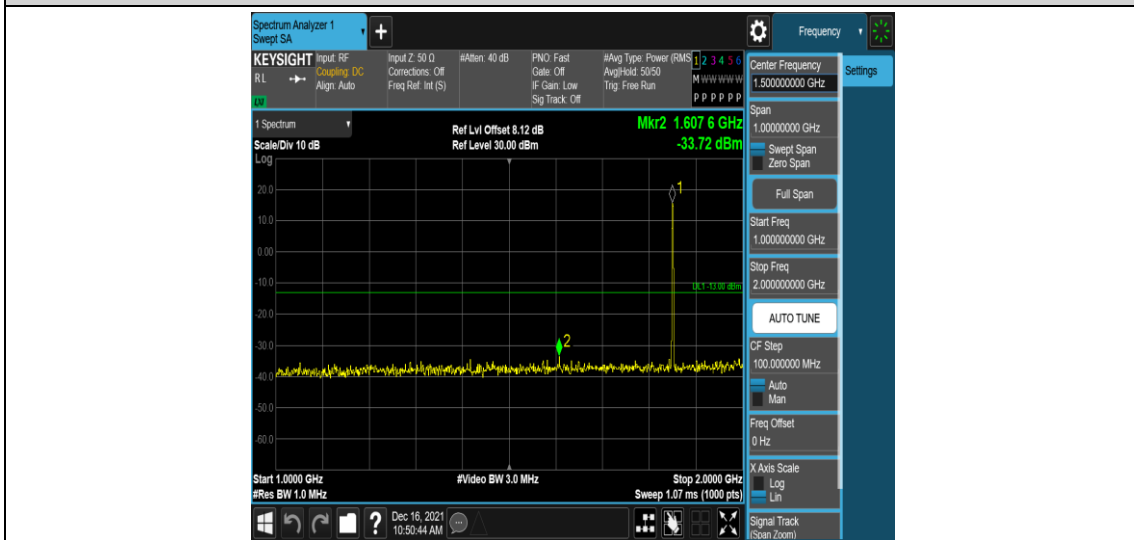 Spectrum Analyzer 1
Swept SA
+
Frequency
KEYSIGHT
RL
Input: RF
Coupling: DC
Align: Auto
Input Z: 50 Ω
Corrections: Off
Freq Ref: Int (S)
#Atten: 40 dB
PNO: Fast
Gate: Off
IF Gain: Low
Sig Track: Off
#Avg Type: Power (RMS
Avg|Hold: 50/50
Trig: Free Run
1 2 3 4 5 6
M W W W W W
P P P P P P
1 Spectrum
Scale/Div 10 dB
Log
Ref Lvl Offset 8.12 dB
Ref Level 30.00 dBm
Mkr2 1.607 6 GHz
-33.72 dBm
20.0
10.0
0.00
-10.0
-20.0
-30.0
-40.0
-50.0
-60.0
1
DL1 -13.00 dBm
2
Start 1.0000 GHz
#Res BW 1.0 MHz
#Video BW 3.0 MHz
Stop 2.0000 GHz
Sweep 1.07 ms (1000 pts)
?
Dec 16, 2021
10:50:44 AM
Center Frequency
1.500000000 GHz
Settings
Span
1.00000000 GHz
Swept Span
Zero Span
Full Span
Start Freq
1.000000000 GHz
Stop Freq
2.000000000 GHz
AUTO TUNE
CF Step
100.000000 MHz
Auto
Man
Freq Offset
0 Hz
X Axis Scale
Log
Lin
Signal Track
(Span Zoom)